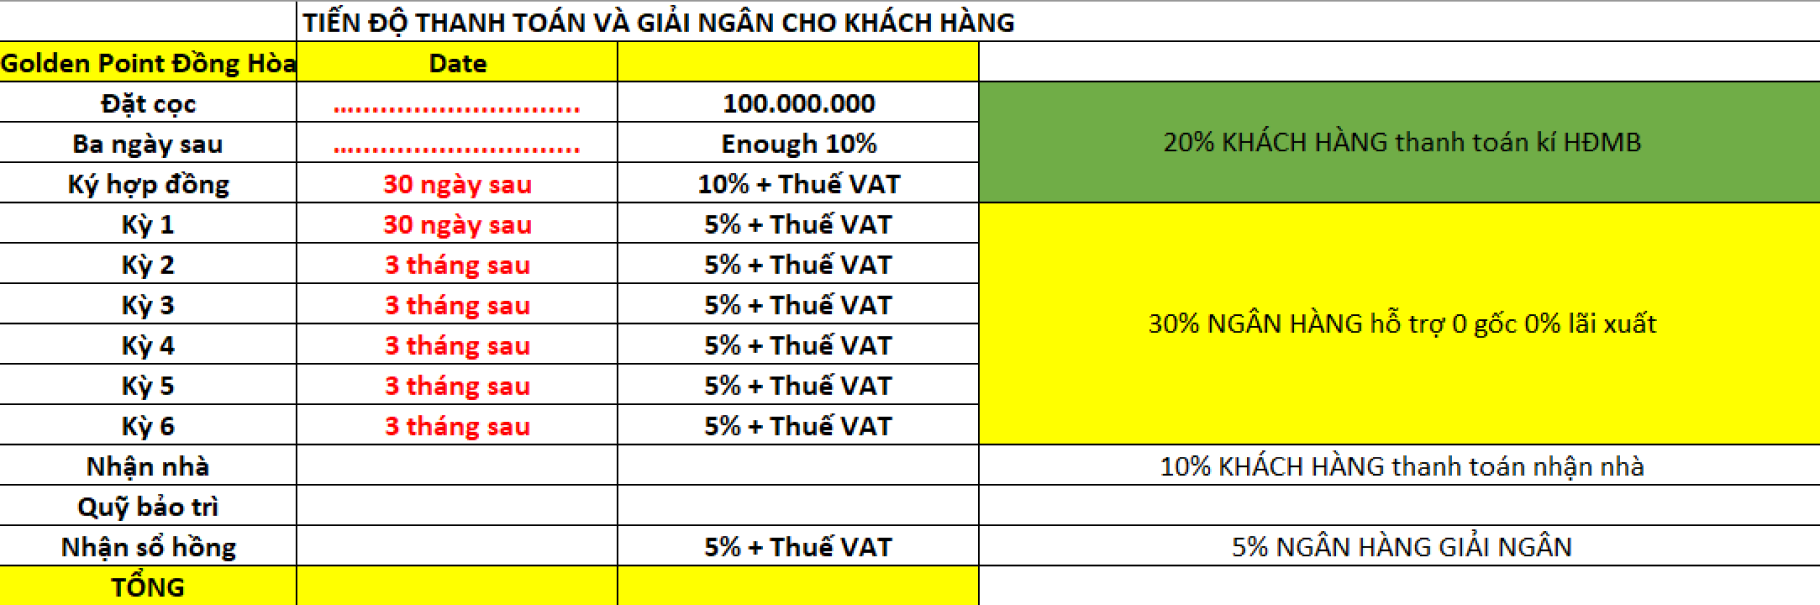 TIẾN ĐỘ THANH TOÁN VÀ GIẢI NGÂN CHO KHÁCH HÀNG
Golden Point Đồng Hòa Date
Đặt cọc ............................... 100.000.000 20% KHÁCH HÀNG thanh toán kí HĐMB
Ba ngày sau ............................... Enough 10%
Ký hợp đồng 30 ngày sau 10% + Thuế VAT
Kỳ 1 30 ngày sau 5% + Thuế VAT 30% NGÂN HÀNG hỗ trợ 0 gốc 0% lãi xuất
Kỳ 2 3 tháng sau 5% + Thuế VAT
Kỳ 3 3 tháng sau 5% + Thuế VAT
Kỳ 4 3 tháng sau 5% + Thuế VAT
Kỳ 5 3 tháng sau 5% + Thuế VAT
Kỳ 6 3 tháng sau 5% + Thuế VAT
Nhận nhà 10% KHÁCH HÀNG thanh toán nhận nhà
Quỹ bảo trì
Nhận sổ hồng 5% + Thuế VAT 5% NGÂN HÀNG GIẢI NGÂN
TỔNG